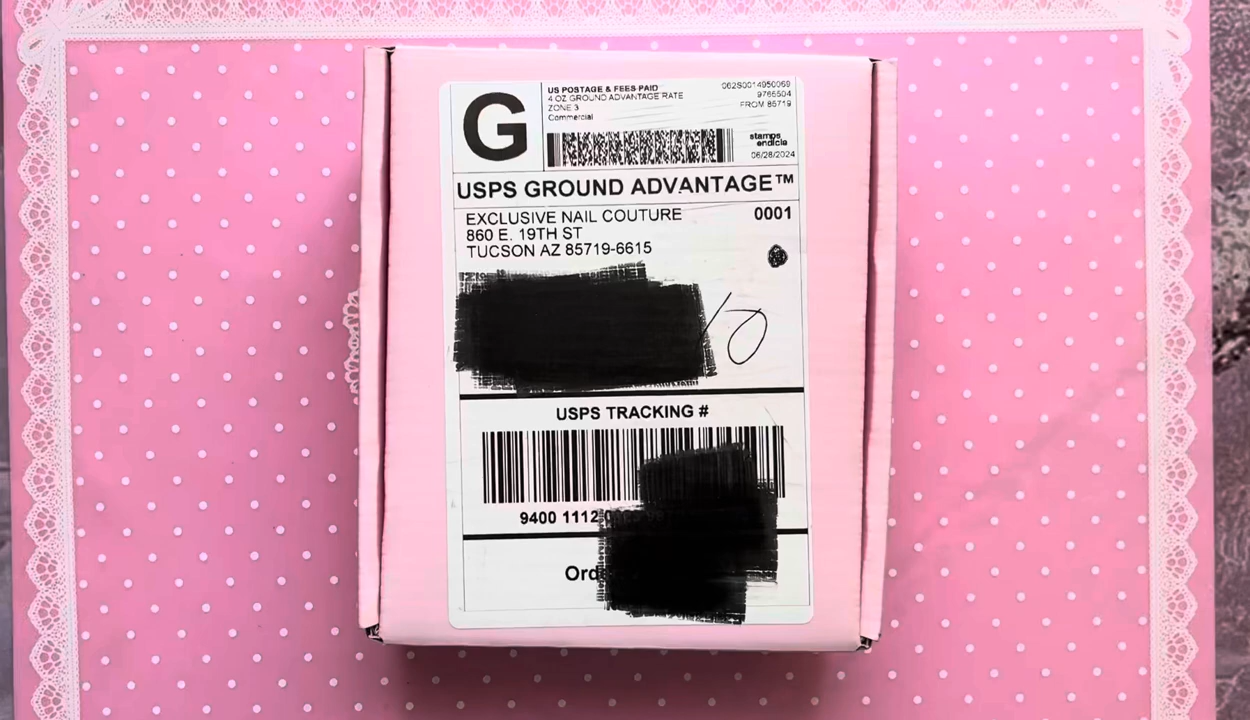 G
US POSTAGE & FEES PAID
4 OZ GROUND ADVANTAGE RATE
ZONE 3
Commercial
062S0014950069
9766504
FROM 85719
stamps
endicia
06/28/2024
USPS GROUND ADVANTAGE™
EXCLUSIVE NAIL COUTURE
0001
860 E. 19TH ST
TUCSON AZ 85719-6615
10
USPS TRACKING #
9400 1112
Ord